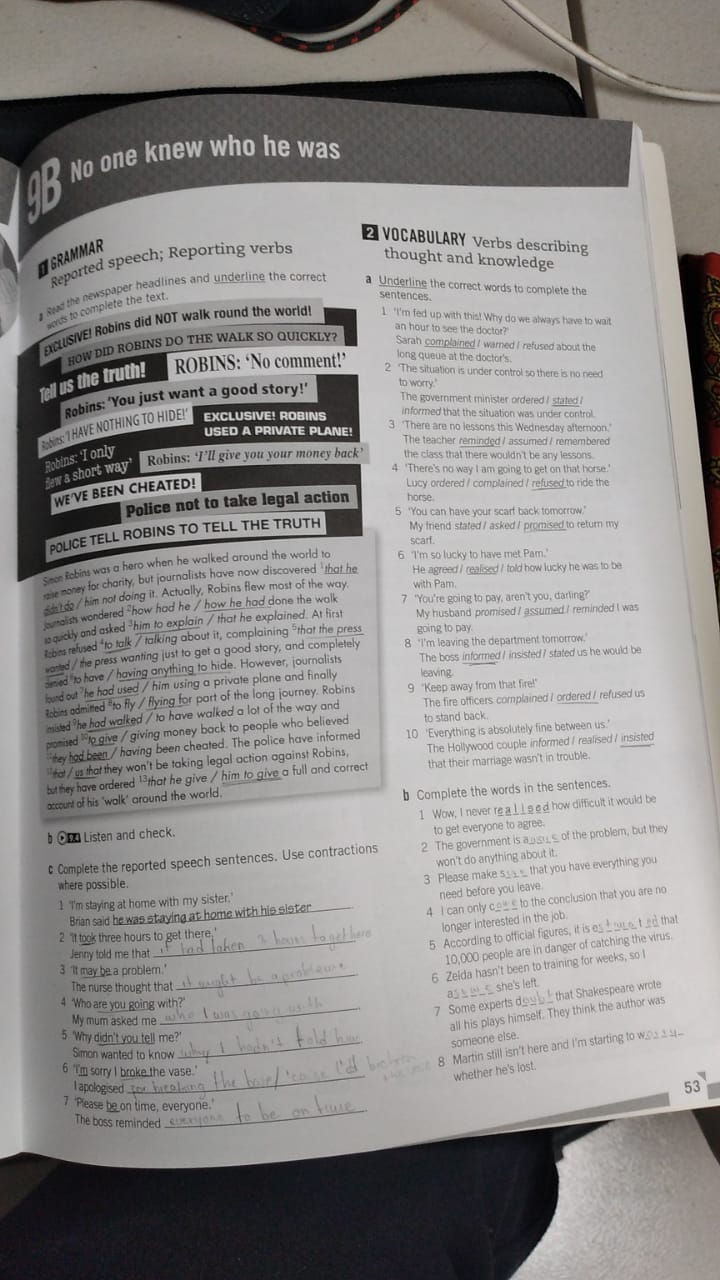 9B No one knew who he was
1 GRAMMAR
Reported speech; Reporting verbs
a Read the newspaper headlines and underline the correct
words to complete the text.
EXCLUSIVE! Robins did NOT walk round the world!
HOW DID ROBINS DO THE WALK SO QUICKLY?
Tell us the truth!
ROBINS: 'No comment!'
Robins: 'You just want a good story!'
Robins: 'I HAVE NOTHING TO HIDE!'
EXCLUSIVE! ROBINS
USED A PRIVATE PLANE!
Robins: 'I only
flew a short way'
Robins: 'I'll give you your money back'
WE'VE BEEN CHEATED!
Police not to take legal action
POLICE TELL ROBINS TO TELL THE TRUTH
Simon Robins was a hero when he walked around the world to
raise money for charity, but journalists have now discovered 1that he
didn't do / him not doing it. Actually, Robins flew most of the way.
Journalists wondered 2how had he / how he had done the walk
so quickly and asked 3him to explain / that he explained. At first
Robins refused 4to talk / talking about it, complaining 5that the press
wanted / the press wanting just to get a good story, and completely
denied 6to have / having anything to hide. However, journalists
found out 7he had used / him using a private plane and finally
Robins admitted 8to fly / flying for part of the long journey. Robins
insisted 9he had walked / to have walked a lot of the way and
promised 10to give / giving money back to people who believed
11they had been / having been cheated. The police have informed
12that / us that they won't be taking legal action against Robins,
but they have ordered 13that he give / him to give a full and correct
account of his 'walk' around the world.
b 9.4 Listen and check.
c Complete the reported speech sentences. Use contractions
where possible.
1 'I'm staying at home with my sister.'
Brian said he was staying at home with his sister
2 'It took three hours to get there.'
Jenny told me that it had taken 3 hours to get here
3 'It may be a problem.'
The nurse thought that it might be a problem
4 'Who are you going with?'
My mum asked me who I was going with
5 'Why didn't you tell me?'
Simon wanted to know why I hadn't told him
6 'I'm sorry I broke the vase.'
I apologised for breaking the vase/'cause I'd broken
7 'Please be on time, everyone.'
The boss reminded everyone to be on time
2 VOCABULARY Verbs describing
thought and knowledge
a Underline the correct words to complete the
sentences.
1 'I'm fed up with this! Why do we always have to wait
an hour to see the doctor?'
Sarah complained / warned / refused about the
long queue at the doctor's.
2 'The situation is under control so there is no need
to worry.'
The government minister ordered / stated /
informed that the situation was under control.
3 'There are no lessons this Wednesday afternoon.'
The teacher reminded / assumed / remembered
the class that there wouldn't be any lessons.
4 'There's no way I am going to get on that horse.'
Lucy ordered / complained / refused to ride the
horse.
5 'You can have your scarf back tomorrow.'
My friend stated / asked / promised to return my
scarf.
6 'I'm so lucky to have met Pam.'
He agreed / realised / told how lucky he was to be
with Pam.
7 'You're going to pay, aren't you, darling?'
My husband promised / assumed / reminded I was
going to pay.
8 'I'm leaving the department tomorrow.'
The boss informed / insisted / stated us he would be
leaving.
9 'Keep away from that fire!'
The fire officers complained / ordered / refused us
to stand back.
10 'Everything is absolutely fine between us.'
The Hollywood couple informed / realised / insisted
that their marriage wasn't in trouble.
b Complete the words in the sentences.
1 Wow, I never realised how difficult it would be
to get everyone to agree.
2 The government is of the problem, but they
won't do anything about it.
3 Please make sure that you have everything you
need before you leave.
4 I can only come to the conclusion that you are no
longer interested in the job.
5 According to official figures, it is that
10,000 people are in danger of catching the virus.
6 Zelda hasn't been to training for weeks, so I
assume she's left.
7 Some experts doubt that Shakespeare wrote
all his plays himself. They think the author was
someone else.
8 Martin still isn't here and I'm starting to worry
whether he's lost.
53